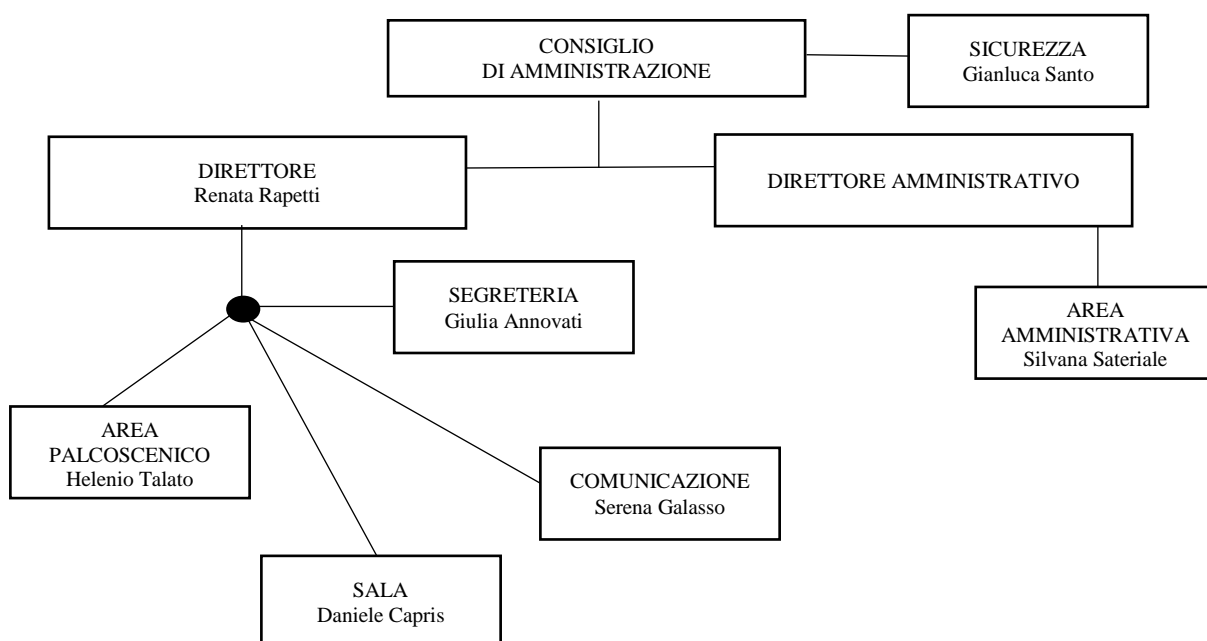 CONSIGLIO
DI AMMINISTRAZIONE
SICUREZZA
Gianluca Santo
DIRETTORE
Renata Rapetti
DIRETTORE AMMINISTRATIVO
SEGRETERIA
Giulia Annovati
AREA
AMMINISTRATIVA
Silvana Sateriale
AREA
PALCOSCENICO
Helenio Talato
COMUNICAZIONE
Serena Galasso
SALA
Daniele Capris